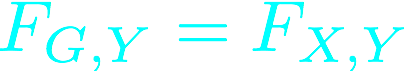 F_{G,Y} = F_{X,Y}